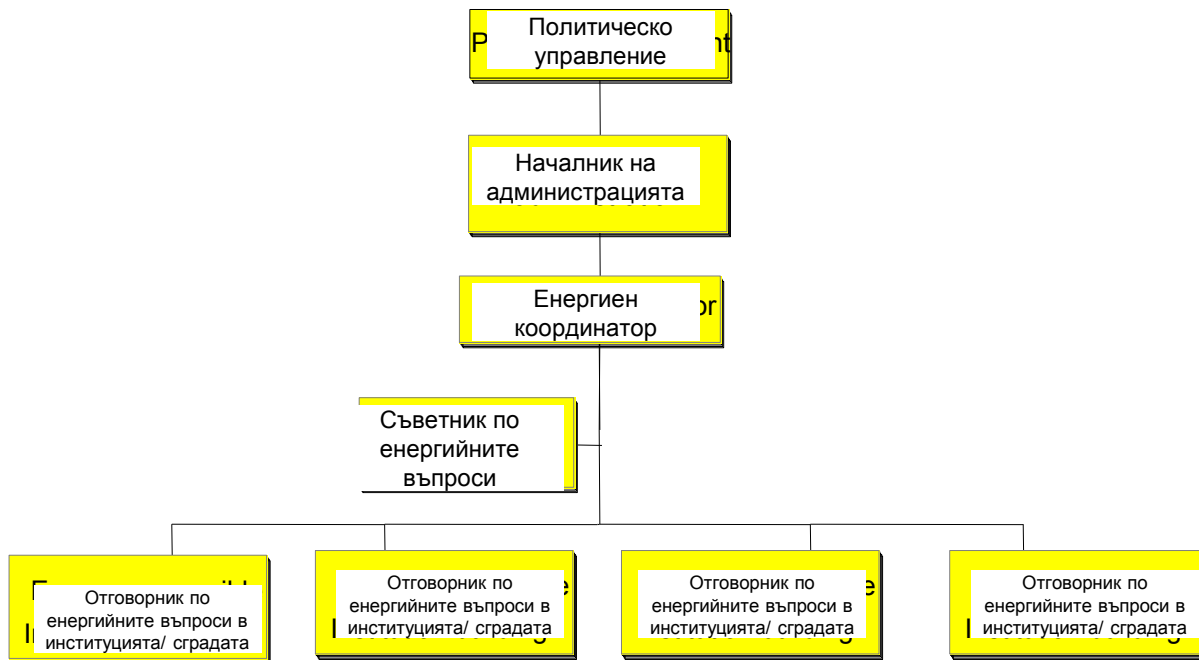 Политическо
управление
Началник на
администрацията
Енергиен
координатор
Съветник по
енергийните
въпроси
Отговорник по
енергийните въпроси в
институцията/ сградата
Отговорник по
енергийните въпроси в
институцията/ сградата
Отговорник по
енергийните въпроси в
институцията/ сградата
Отговорник по
енергийните въпроси в
институцията/ сградата